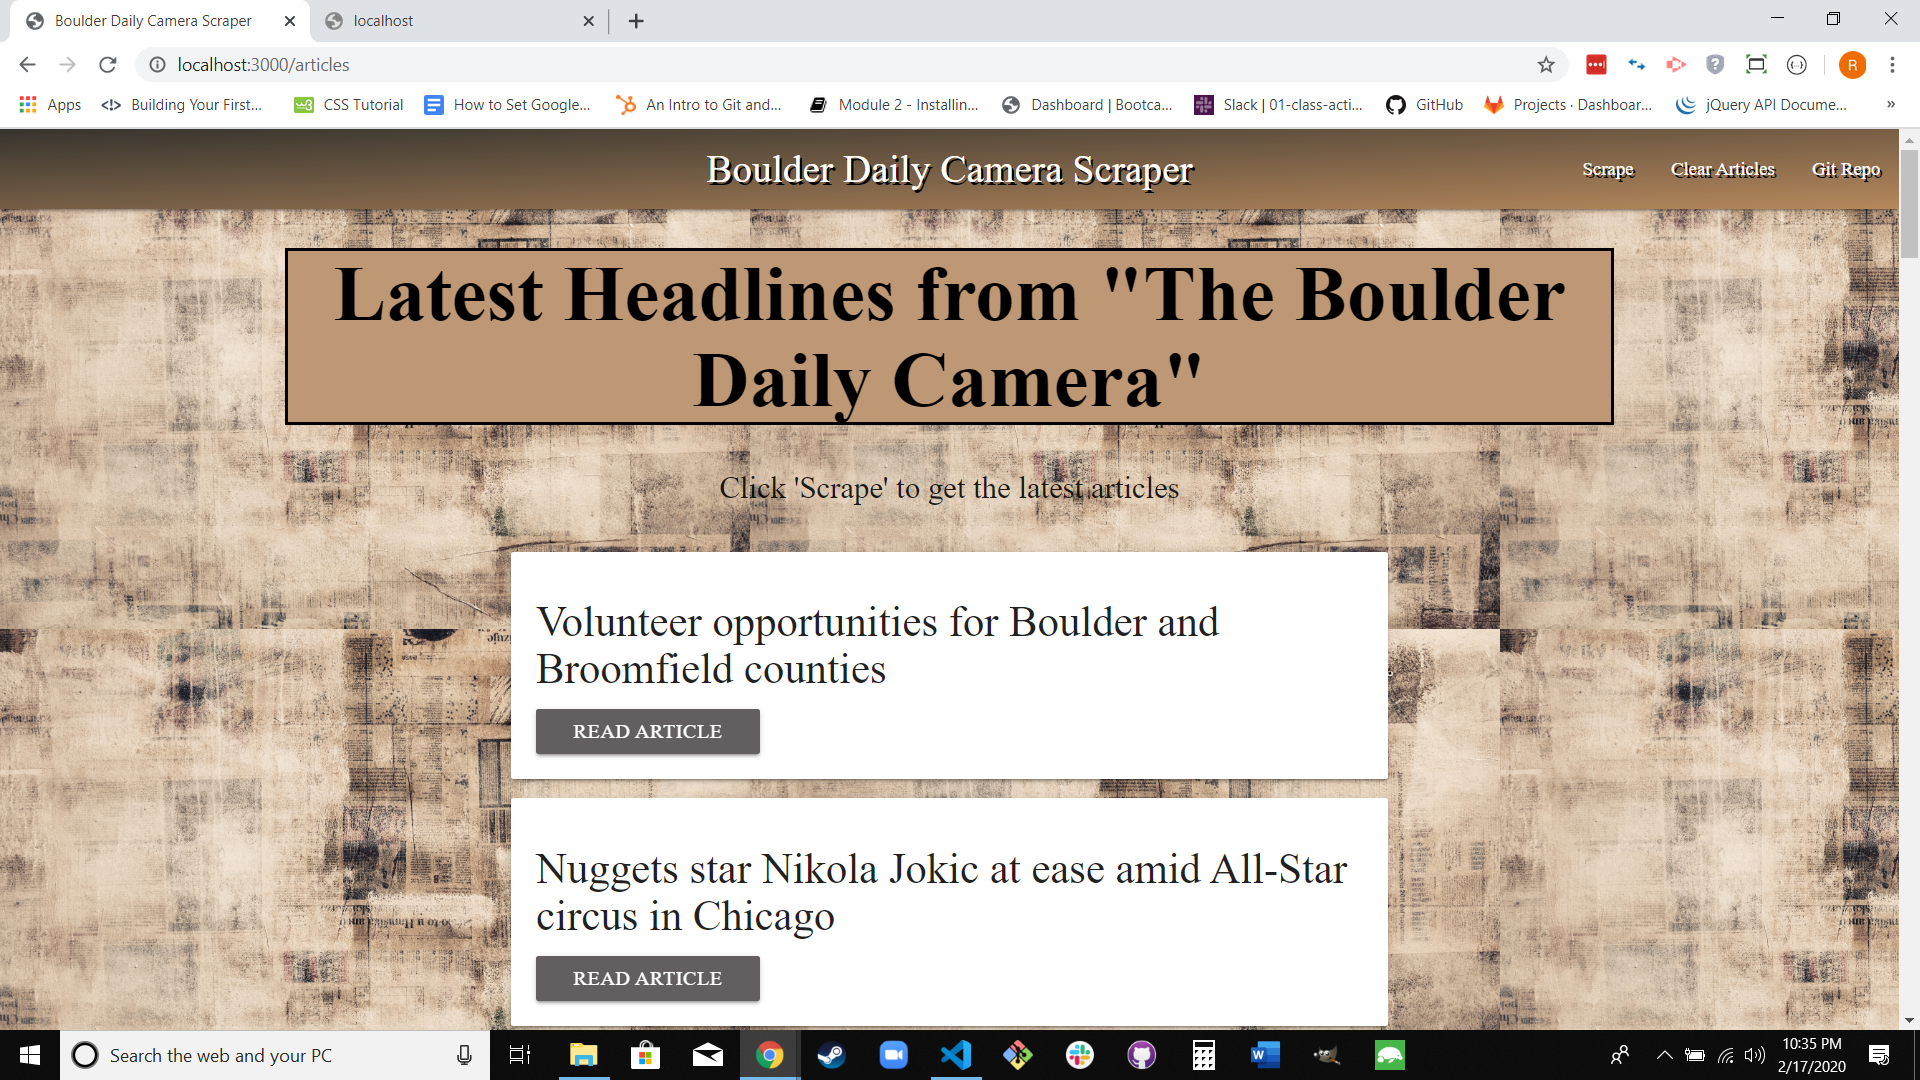 Boulder Daily Camera Scraper
localhost
localhost:3000/articles
R
Apps
Building Your First...
CSS Tutorial
How to Set Google...
An Intro to Git and...
Module 2 - Installin...
Dashboard | Bootca...
Slack | 01-class-acti...
GitHub
Projects · Dashboar...
jQuery API Docume...
»
Boulder Daily Camera Scraper
Scrape
Clear Articles
Git Repo
Latest Headlines from "The Boulder
Daily Camera"
Click 'Scrape' to get the latest articles
Volunteer opportunities for Boulder and
Broomfield counties
READ ARTICLE
Nuggets star Nikola Jokic at ease amid All-Star
circus in Chicago
READ ARTICLE
Search the web and your PC
10:35 PM
2/17/2020